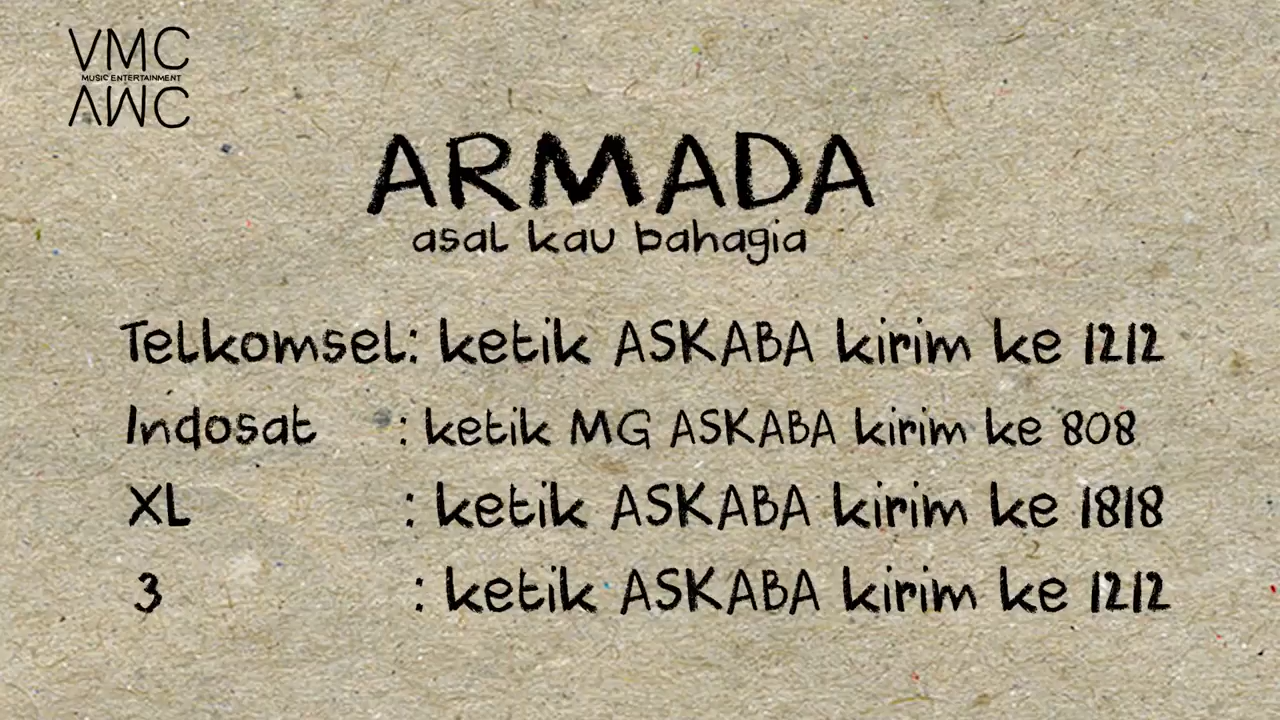 VMC
MUSIC ENTERTAINMENT
ARMADA
asal kau bahagia
Telkomsel: ketik ASKABA kirim ke 1212
Indosat : ketik MG ASKABA kirim ke 808
XL : ketik ASKABA kirim ke 1818
3 : ketik ASKABA kirim ke 1212